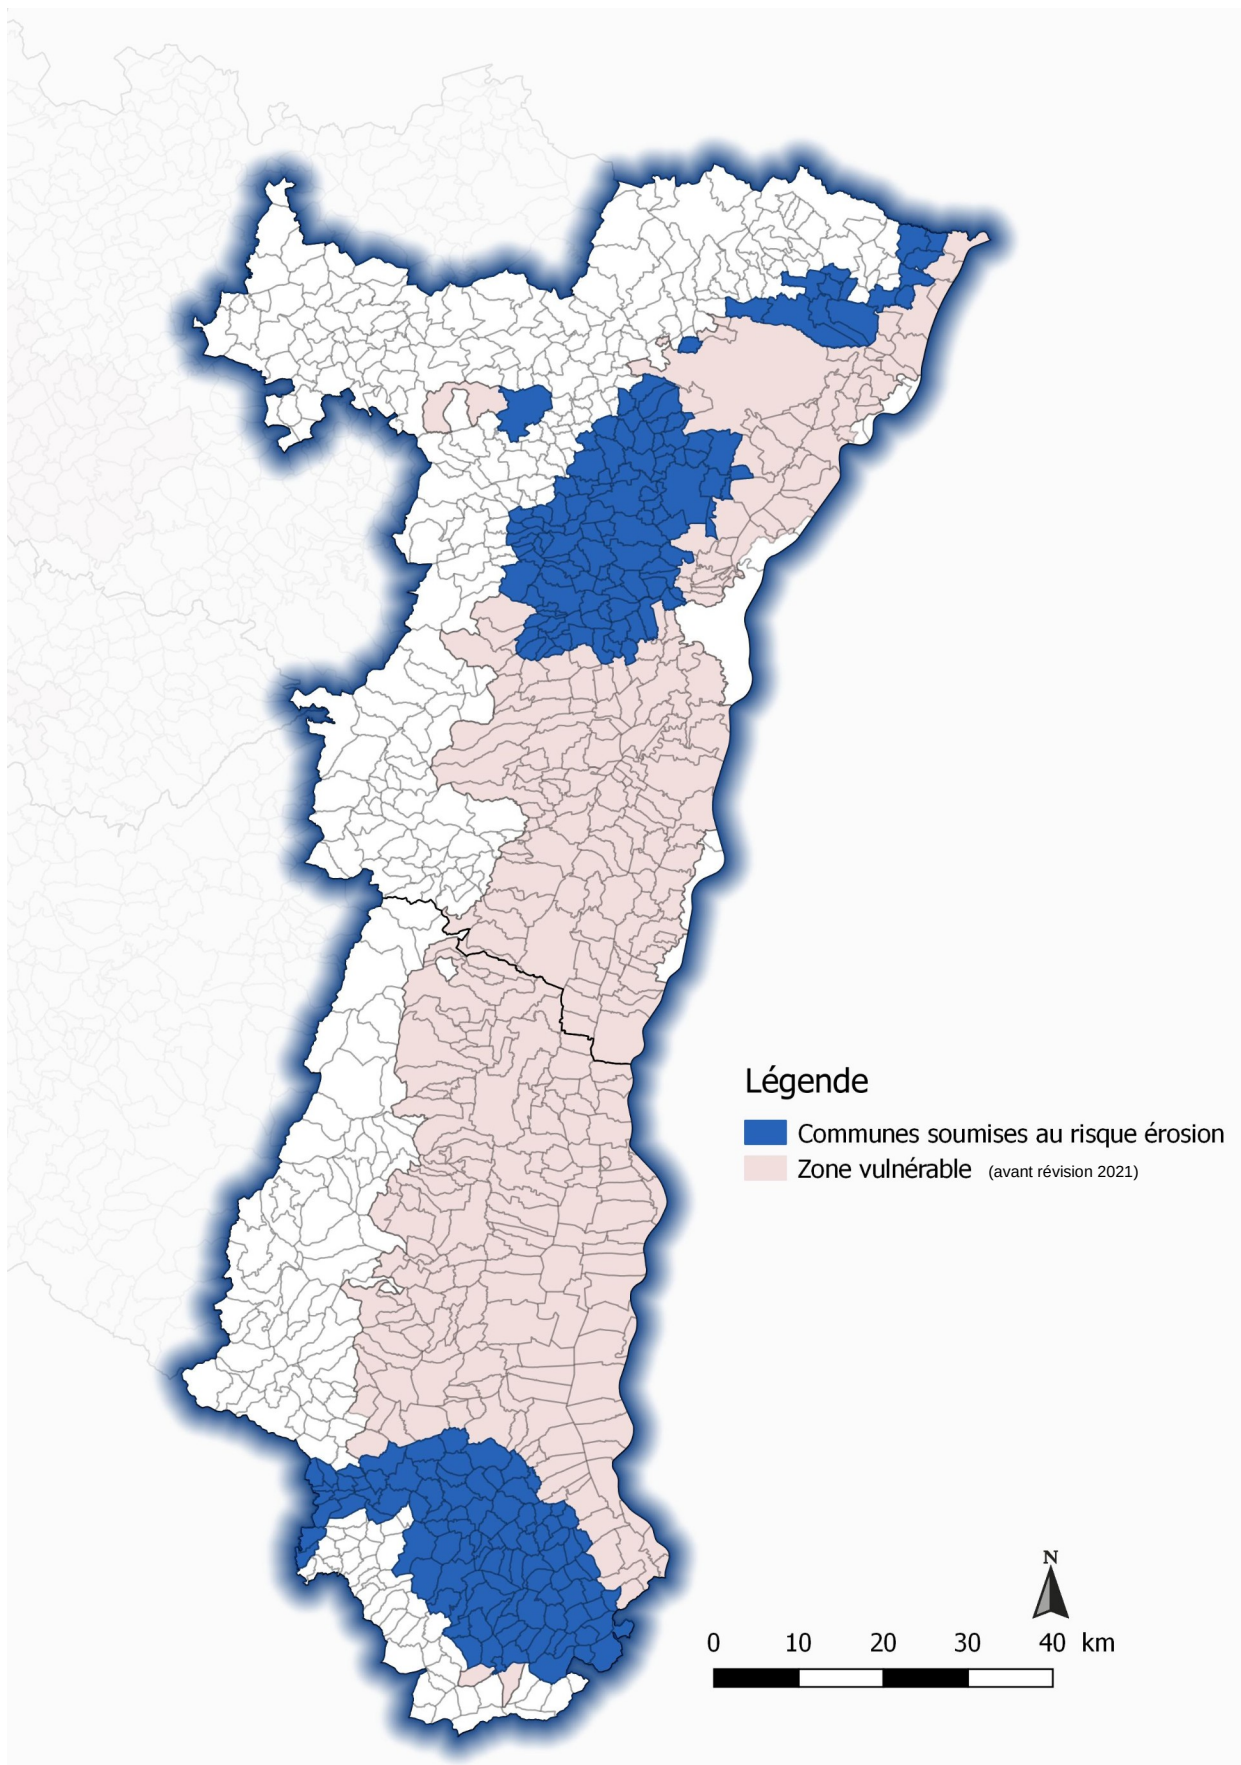 Légende
Communes soumises au risque érosion
Zone vulnérable (avant révision 2021)
N
0 10 20 30 40 km